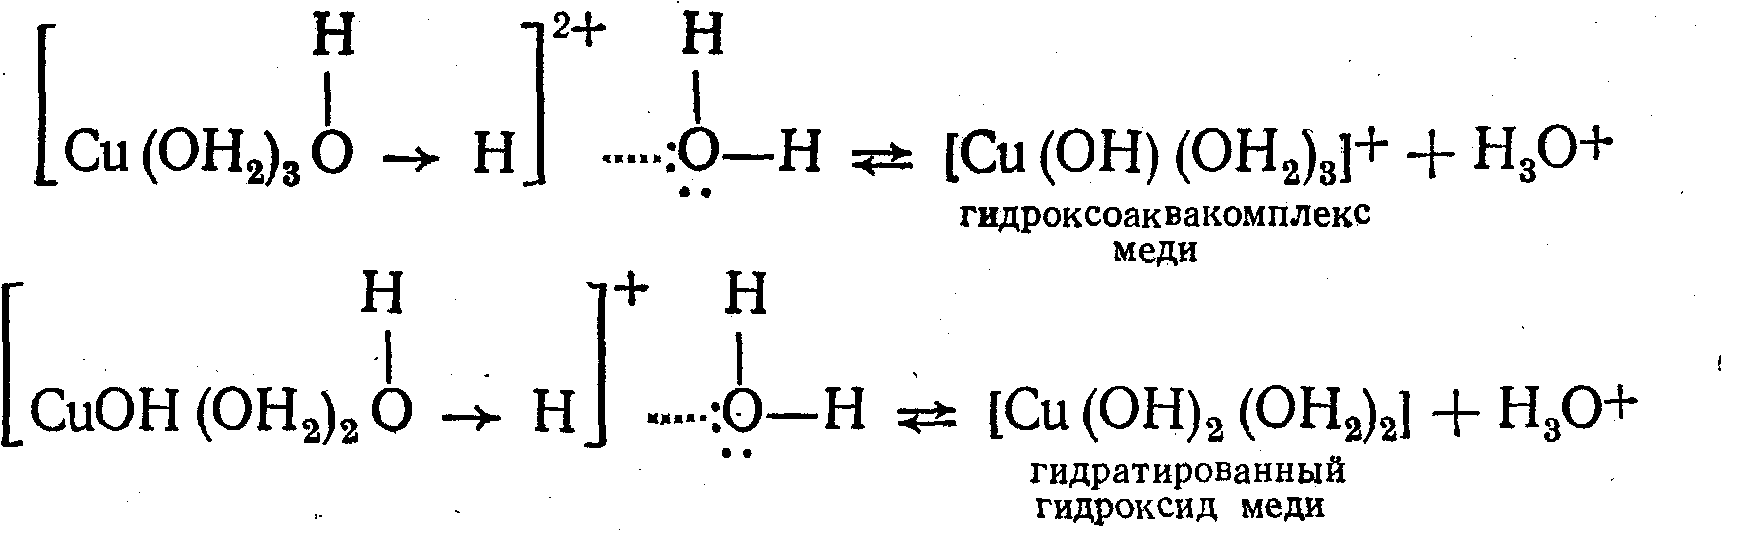 H H
[Cu(OH₂)₃O → H]²⁺ ·····:O—H ⇌ [Cu(OH)(OH₂)₃]⁺ + H₃O⁺
гидроксоаквакомплекс
меди
H H
[CuOH(OH₂)₂O → H]⁺ ·····:O—H ⇌ [Cu(OH)₂(OH₂)₂] + H₃O⁺
гидратированный
гидроксид меди